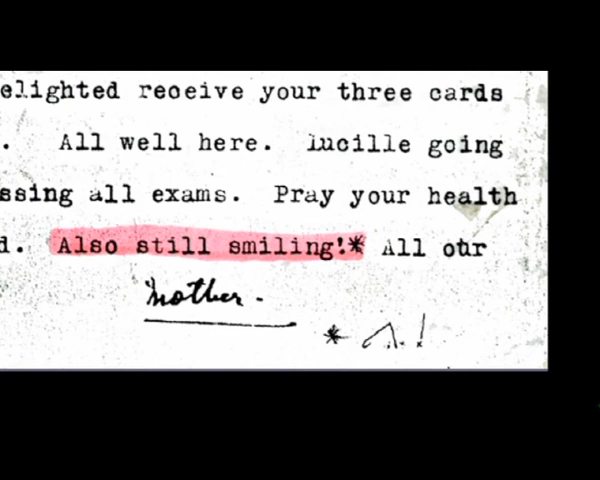 elighted receive your three cards
. All well here. Lucille going
ssing all exams. Pray your health
d. Also still smiling!* All our
Mother.
*